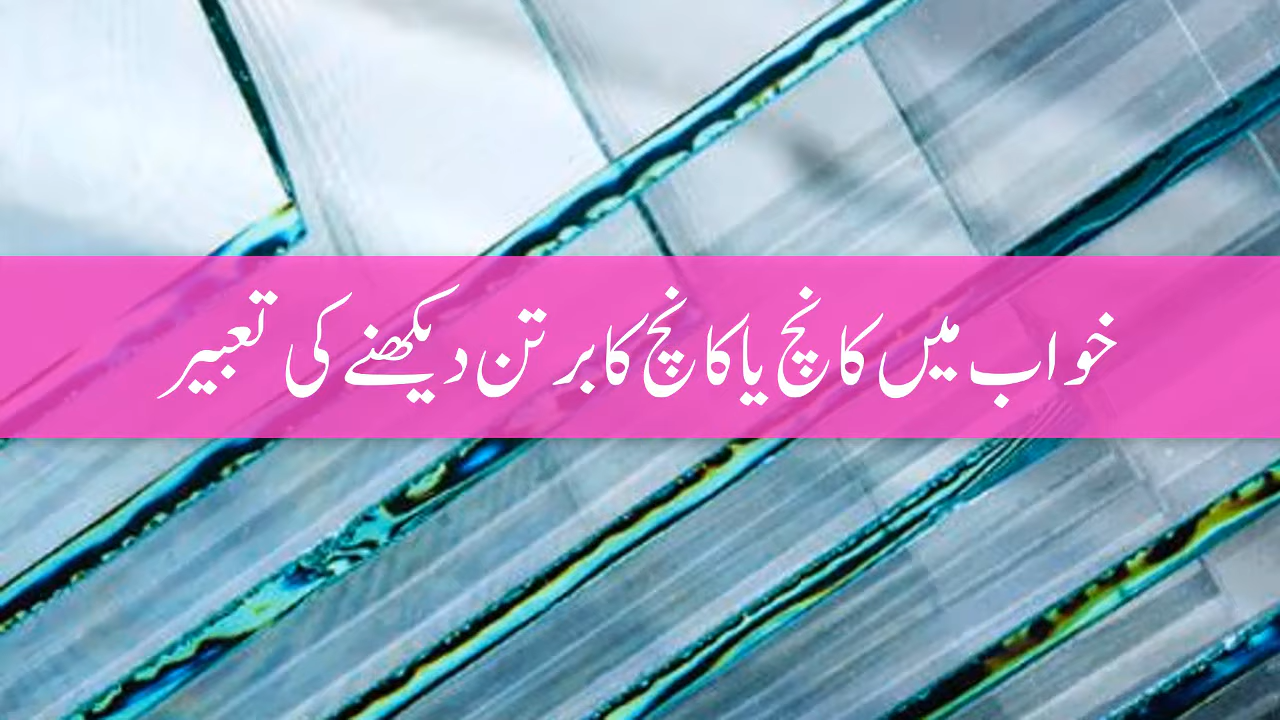 خواب میں کانچ یا کانچ کا برتن دیکھنے کی تعبیر